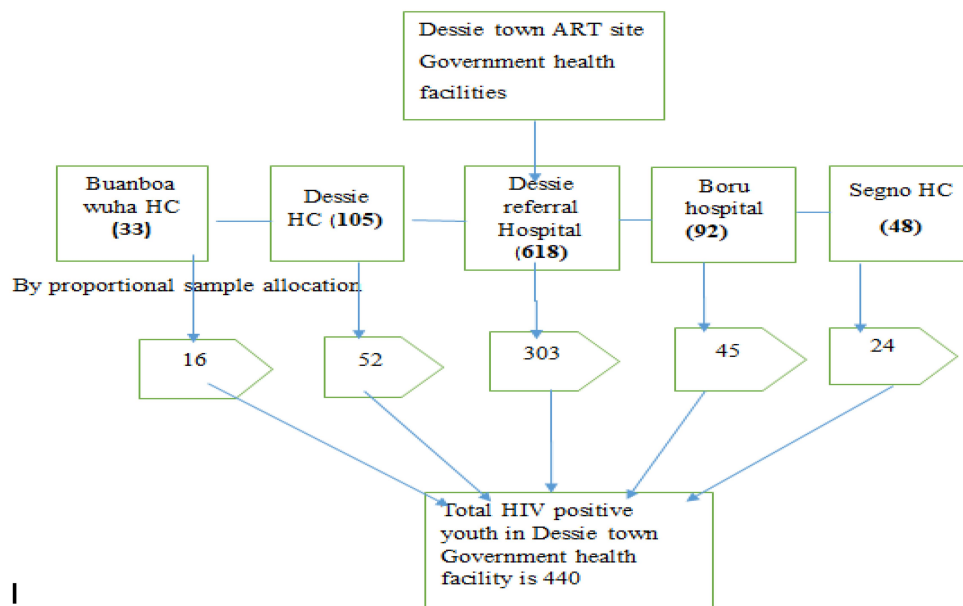 Dessie town ART site
Government health
facilities
Buanboa
wuha HC
(33)
Dessie
HC (105)
Dessie
referral
Hospital
(618)
Boru
hospital
(92)
Segno HC
(48)
By proportional sample allocation
16
52
303
45
24
Total HIV positive
youth in Dessie town
Government health
facility is 440
I